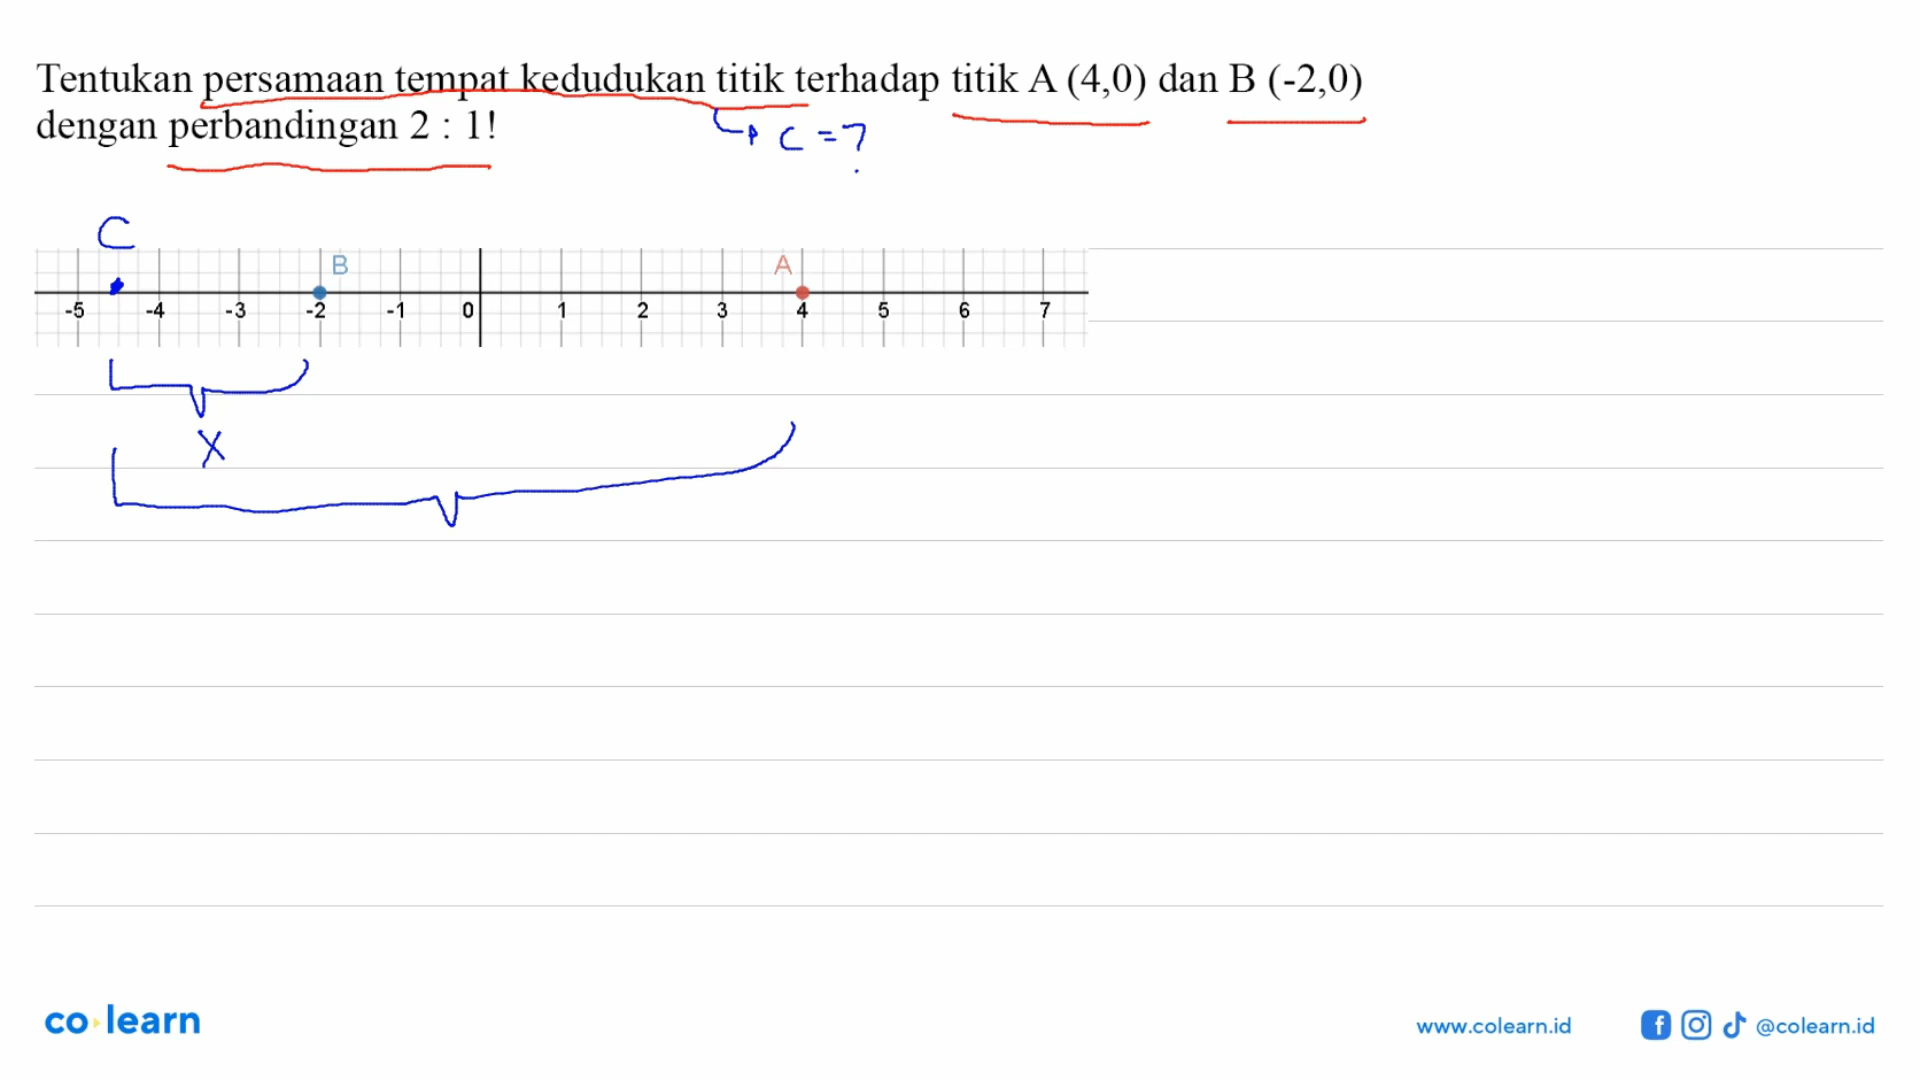 Tentukan persamaan tempat kedudukan titik terhadap titik A (4,0) dan B (-2,0)
dengan perbandingan 2 : 1!
C = ?
C
B
A
-5 -4 -3 -2 -1 0 1 2 3 4 5 6 7
X
co learn
www.colearn.id
@colearn.id